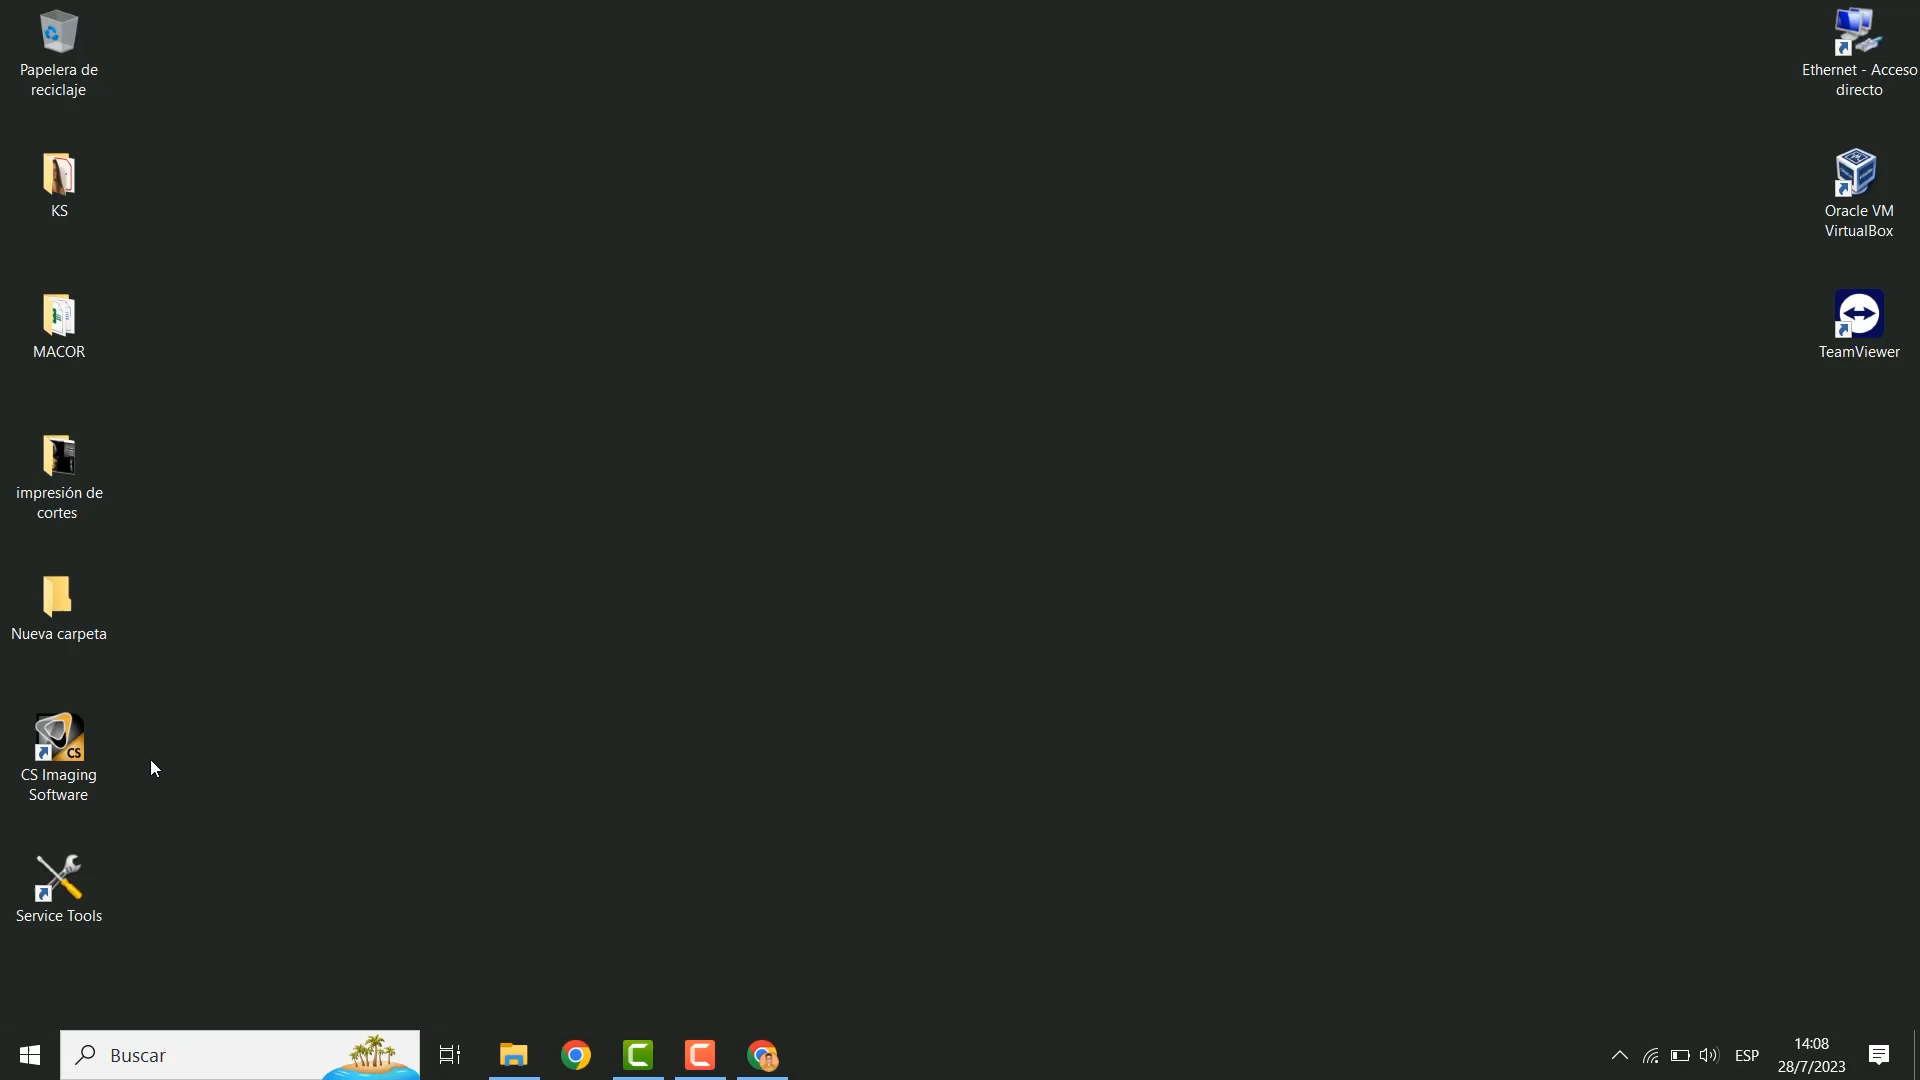 Papelera de
reciclaje
KS
MACOR
impresión de
cortes
Nueva carpeta
CS
CS Imaging
Software
Service Tools
Ethernet - Acceso
directo
Oracle VM
VirtualBox
TeamViewer
Buscar
ESP
14:08
28/7/2023